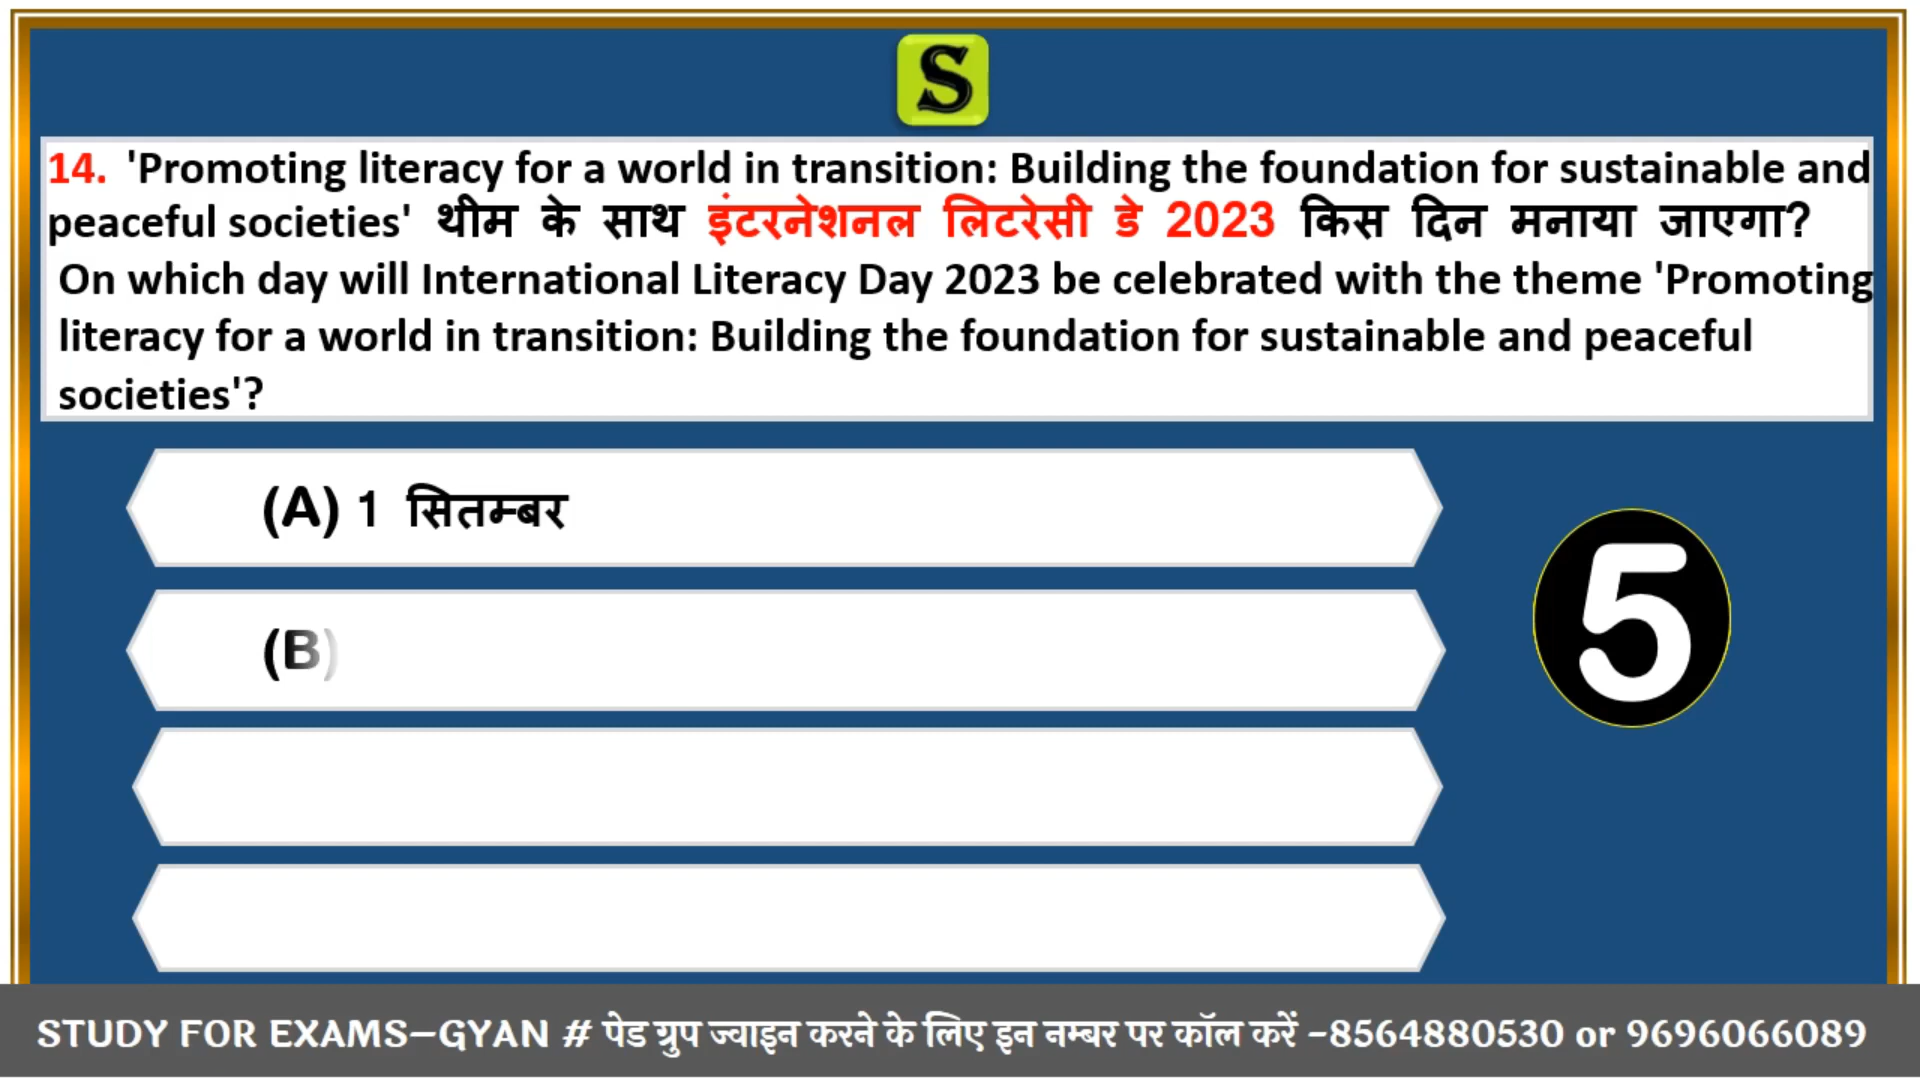 S
14. 'Promoting literacy for a world in transition: Building the foundation for sustainable and
peaceful societies' थीम के साथ इंटरनेशनल लिटरेसी डे 2023 किस दिन मनाया जाएगा?
On which day will International Literacy Day 2023 be celebrated with the theme 'Promoting
literacy for a world in transition: Building the foundation for sustainable and peaceful
societies'?
(A) 1 सितम्बर
(B)
5
STUDY FOR EXAMS–GYAN # पेड ग्रुप ज्वाइन करने के लिए इन नम्बर पर कॉल करें –8564880530 or 9696066089